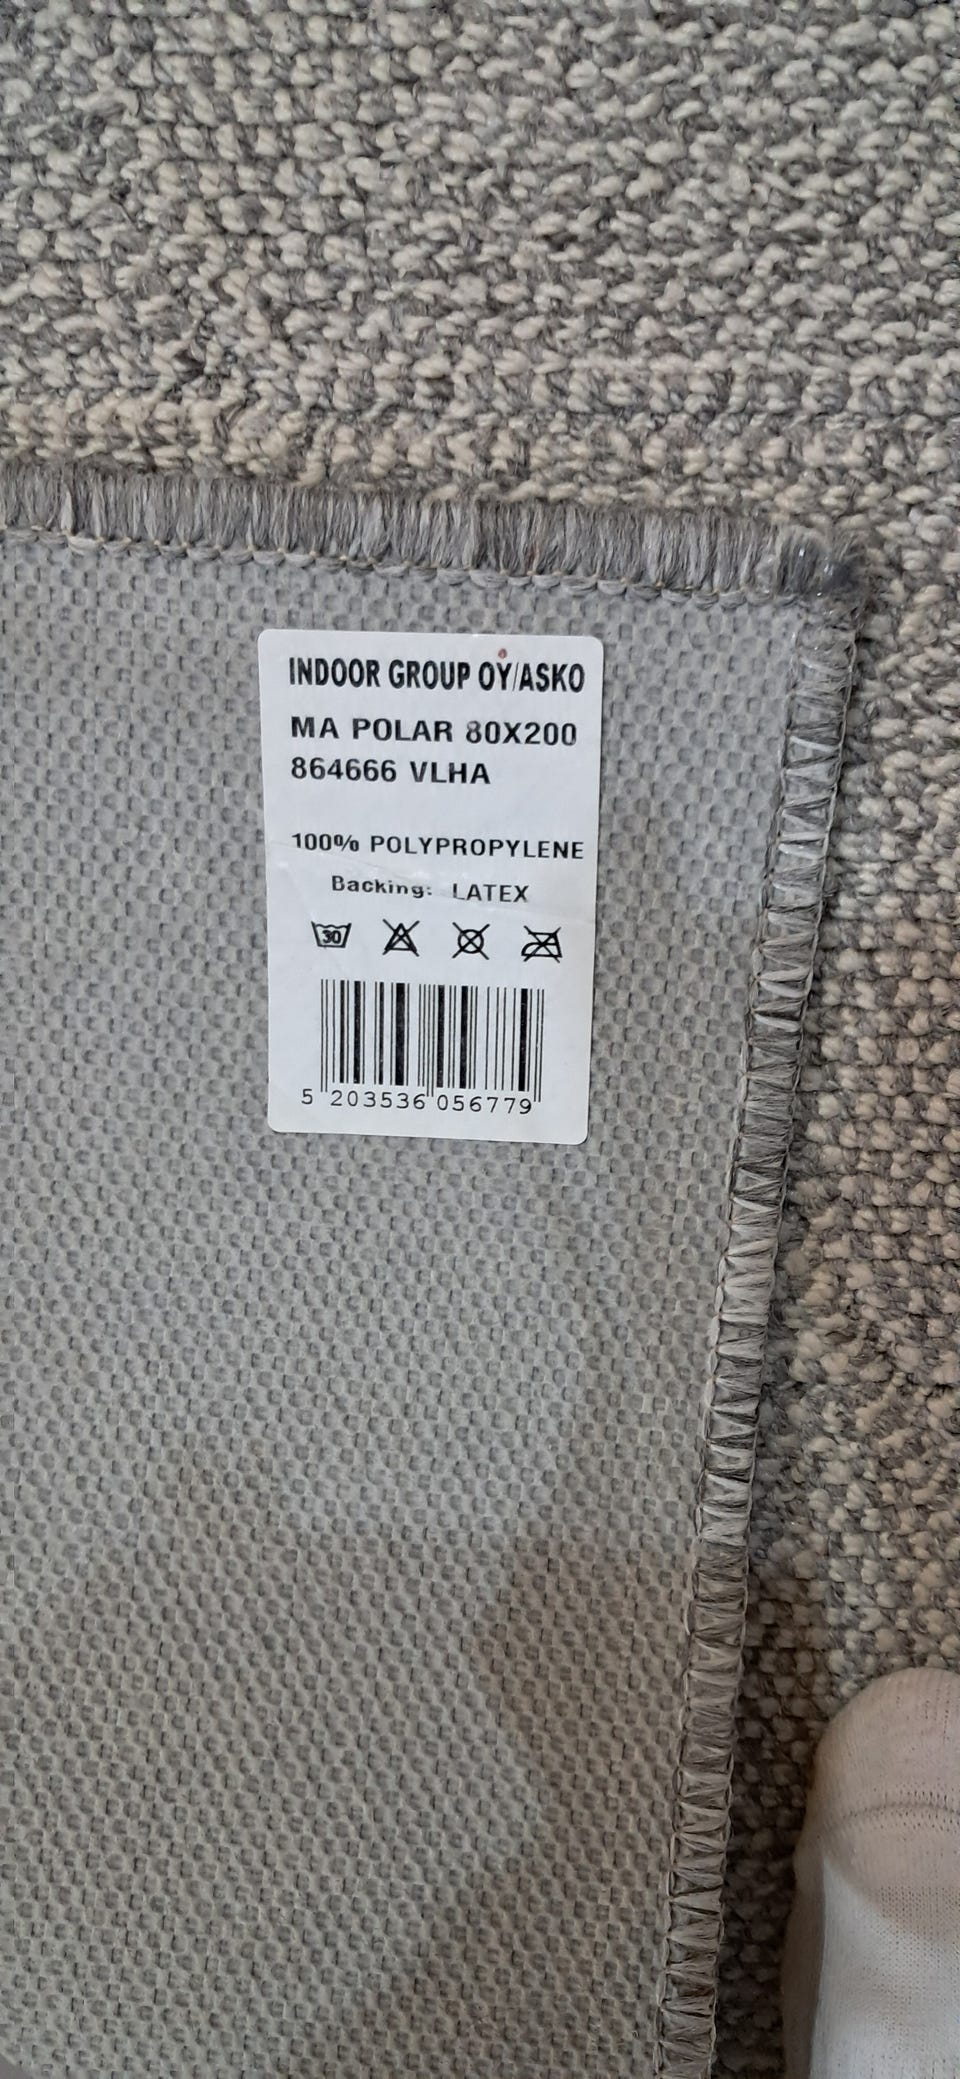 INDOOR GROUP OY/ASKO
MA POLAR 80X200
864666 VLHA
100% POLYPROPYLENE
Backing: LATEX
30
5 203536 056779